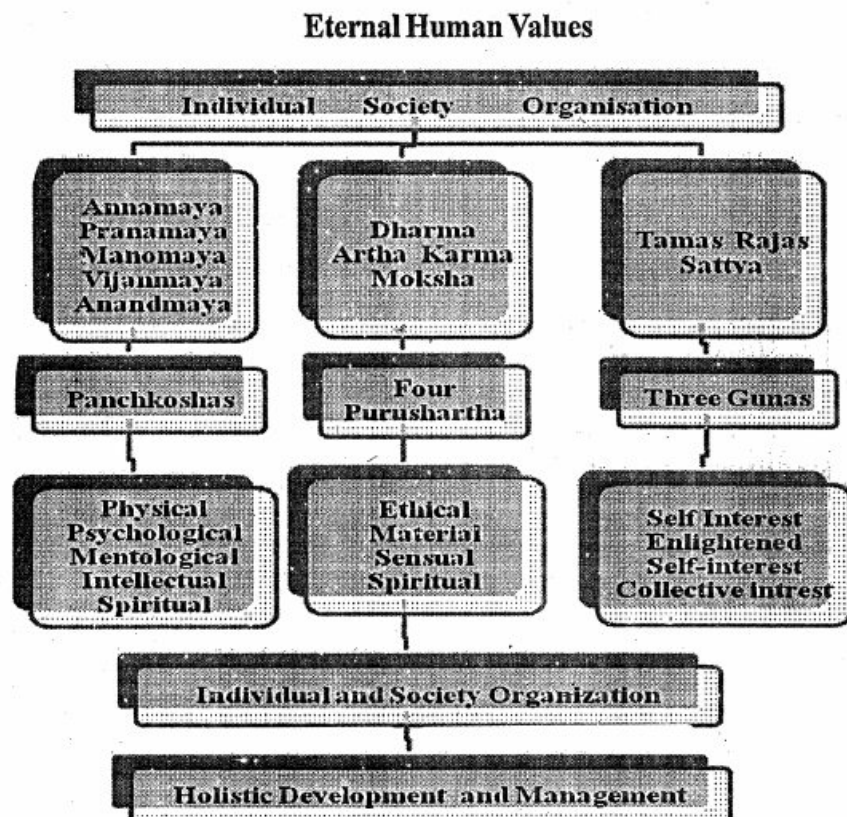 Eternal Human Values
Individual Society Organisation
Annamaya
Pranamaya
Manomaya
Vijanmaya
Anandmaya
Dharma
Artha Karma
Moksha
Tamas Rajas
Sattva
Panchkoshas
Four
Purushartha
Three Gunas
Physical
Psychological
Mentological
Intellectual
Spiritual
Ethical
Material
Sensual
Spiritual
Self Interest
Enlightened
Self-interest
Collective intrest
Individual and Society Organization
Holistic Development and Management